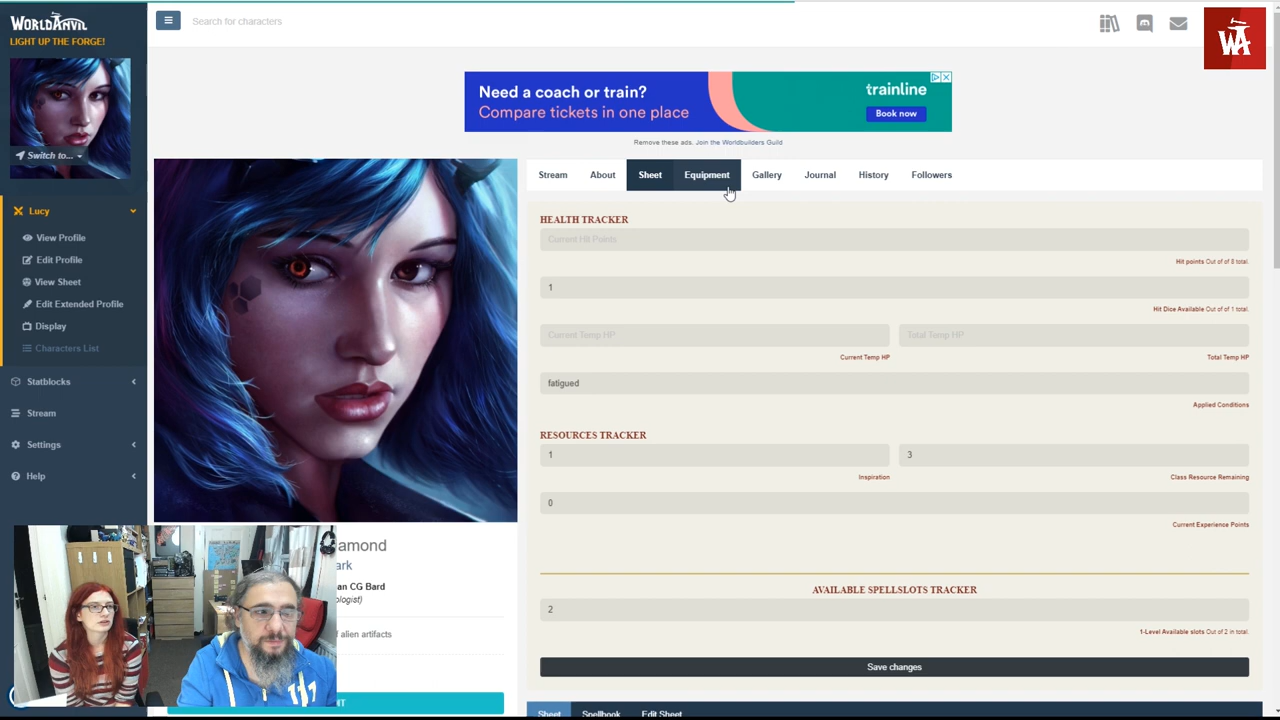 WORLDANVIL
LIGHT UP THE FORGE!
Search for characters
WA
Need a coach or train?
Compare tickets in one place
trainline
Book now
Remove these ads. Join the Worldbuilders Guild
Switch to...
Lucy
View Profile
Edit Profile
View Sheet
Edit Extended Profile
Display
Characters List
Statblocks
Stream
Settings
Help
Stream About Sheet Equipment Gallery Journal History Followers
HEALTH TRACKER
Current Hit Points
Hit points Out of of 8 total.
1
Hit Dice Available Out of of 1 total.
Current Temp HP Total Temp HP
Current Temp HP Total Temp HP
fatigued
Applied Conditions
RESOURCES TRACKER
1 3
Inspiration Class Resource Remaining
0
Current Experience Points
AVAILABLE SPELLSLOTS TRACKER
2
1-Level Available slots Out of 2 in total.
Save changes
Sheet Spellbook Edit Sheet
amond
ark
an CG Bard
ologist)
f alien artifacts